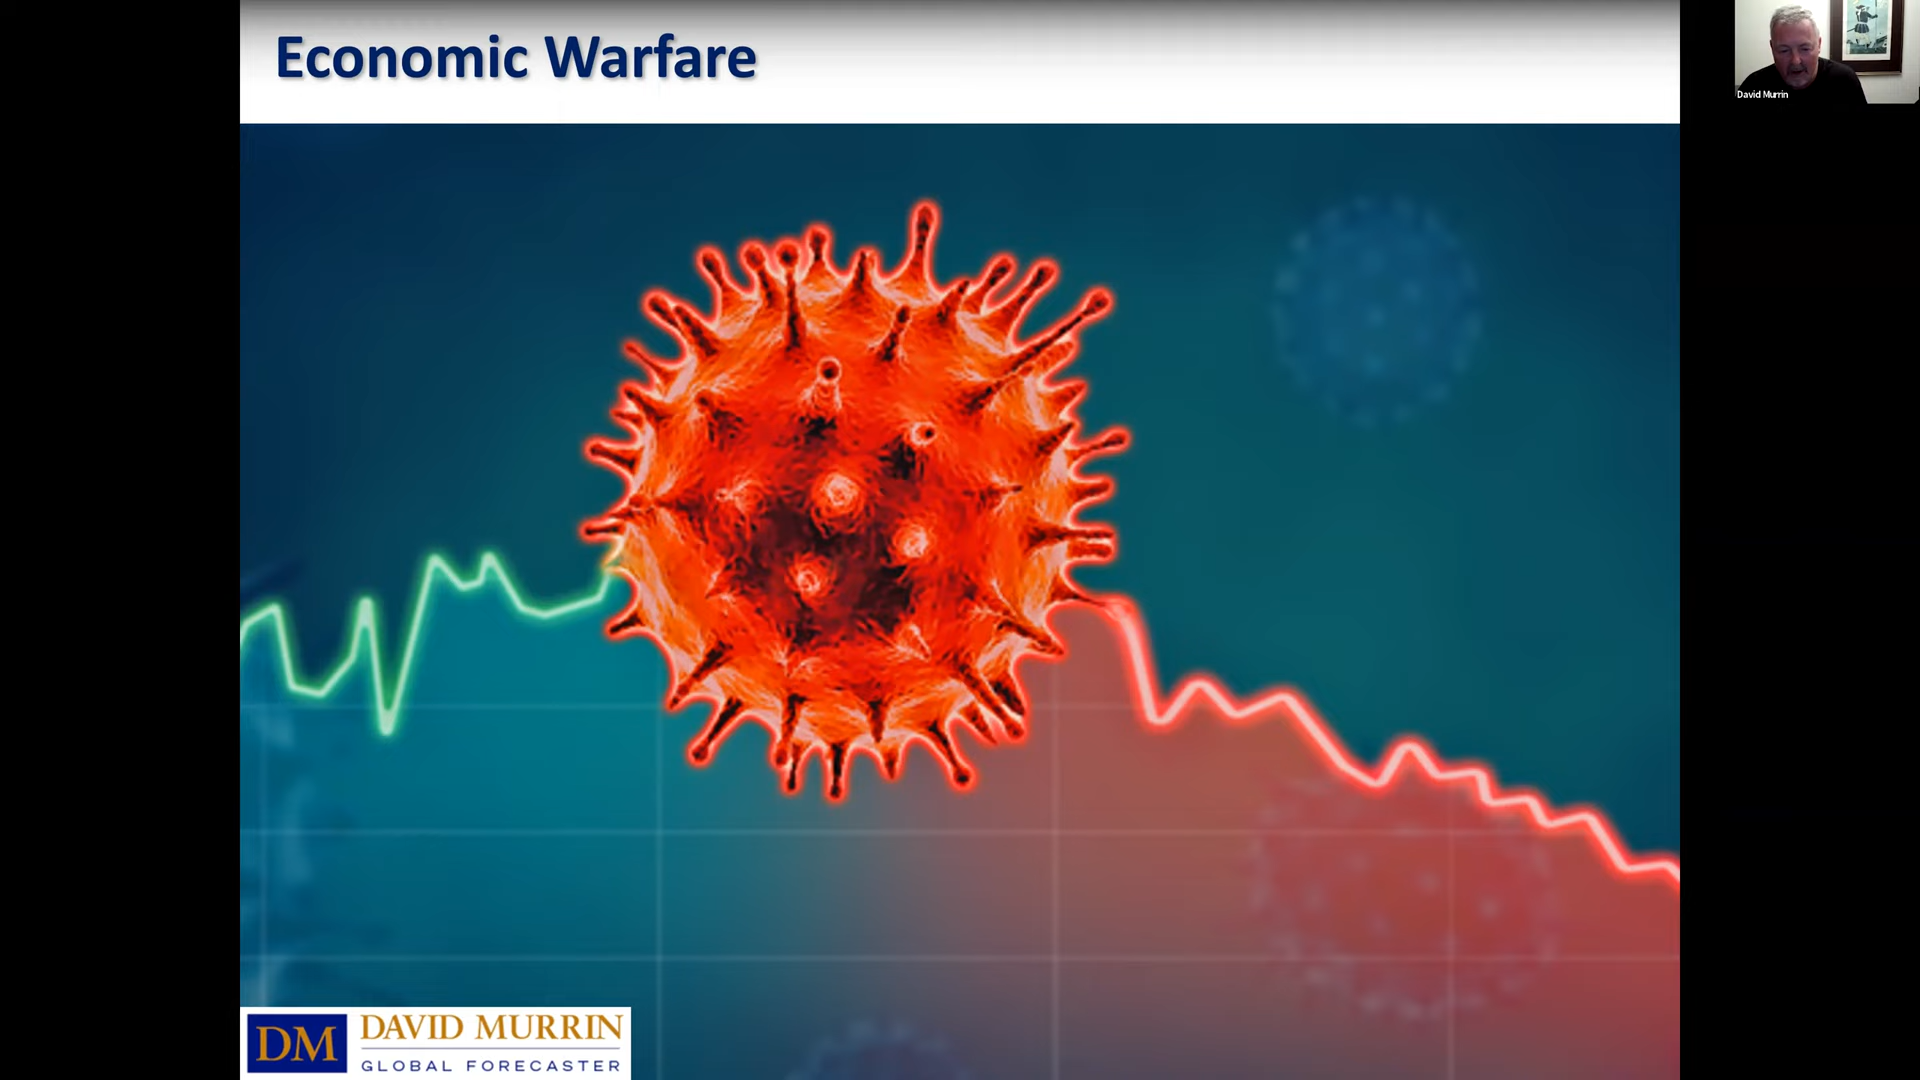 Economic Warfare
David Murrin
DM
DAVID MURRIN
GLOBAL FORECASTER